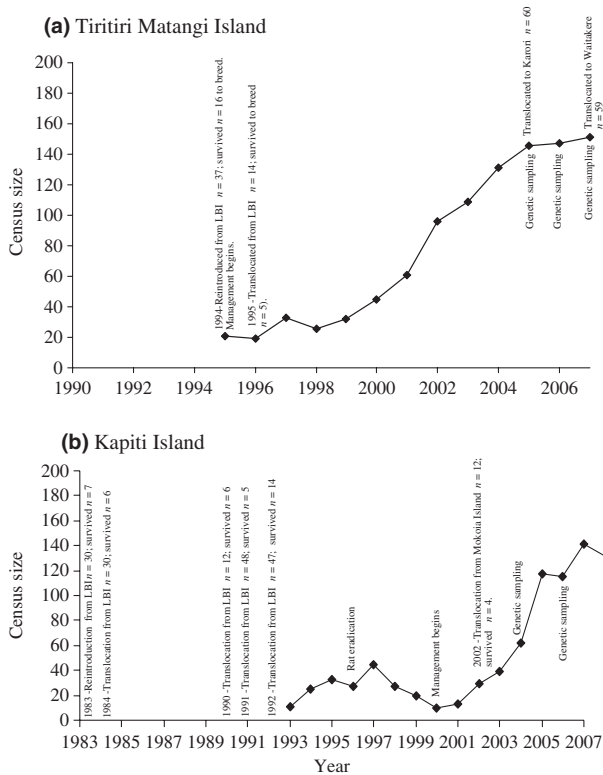 (a) Tiritiri Matangi Island
200
180
160
140
120
100
80
60
40
20
0
Census size
1994-Reintroduced from LBI n = 37; survived n = 16 to breed.
Management begins.
1995 -Translocated from LBI n = 14; survived to breed
n = 5).
Genetic sampling
Translocated to Karori n = 60
Genetic sampling
Genetic sampling
Translocated to Waitakere
n = 59
1990 1992 1994 1996 1998 2000 2002 2004 2006
(b) Kapiti Island
200
180
160
140
120
100
80
60
40
20
0
Census size
1983 -Reintroduction from LBI n = 30; survived n = 7
1984 -Translocation from LBI n = 30; survived n = 6
1990 -Translocation from LBI n = 12; survived n = 6
1991 -Translocation from LBI n = 48; survived n = 5
1992 -Translocation from LBI n = 47; survived n = 14
Rat eradication
Management begins
2002 -Translocation from Mokoia Island n = 12;
survived n = 4.
Genetic sampling
Genetic sampling
1983 1985 1987 1989 1991 1993 1995 1997 1999 2001 2003 2005 2007
Year